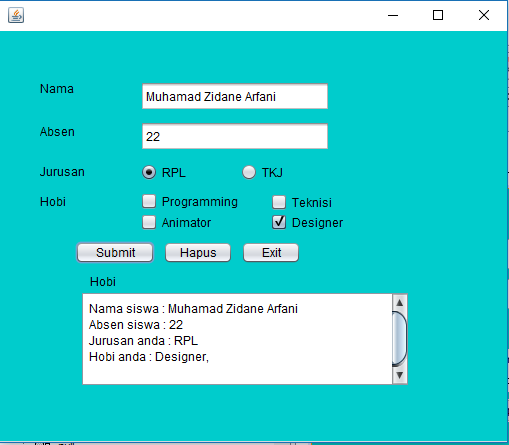 Nama Muhamad Zidane Arfani
Absen 22
Jurusan RPL TKJ
Hobi Programming Teknisi
Animator Designer
Submit Hapus Exit
Hobi
Nama siswa : Muhamad Zidane Arfani
Absen siswa : 22
Jurusan anda : RPL
Hobi anda : Designer,